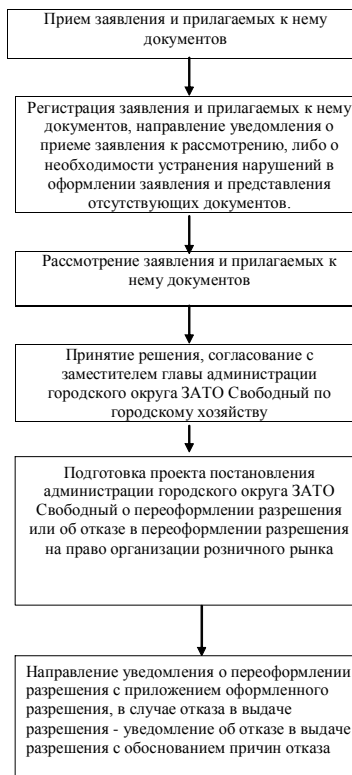 Прием заявления и прилагаемых к нему
документов
Регистрация заявления и прилагаемых к нему
документов, направление уведомления о
приеме заявления к рассмотрению, либо о
необходимости устранения нарушений в
оформлении заявления и представления
отсутствующих документов.
Рассмотрение заявления и прилагаемых к
нему документов
Принятие решения, согласование с
заместителем главы администрации
городского округа ЗАТО Свободный по
городскому хозяйству
Подготовка проекта постановления
администрации городского округа ЗАТО
Свободный о переоформлении разрешения
или об отказе в переоформлении разрешения
на право организации розничного рынка
Направление уведомления о переоформлении
разрешения с приложением оформленного
разрешения, в случае отказа в выдаче
разрешения - уведомление об отказе в выдаче
разрешения с обоснованием причин отказа